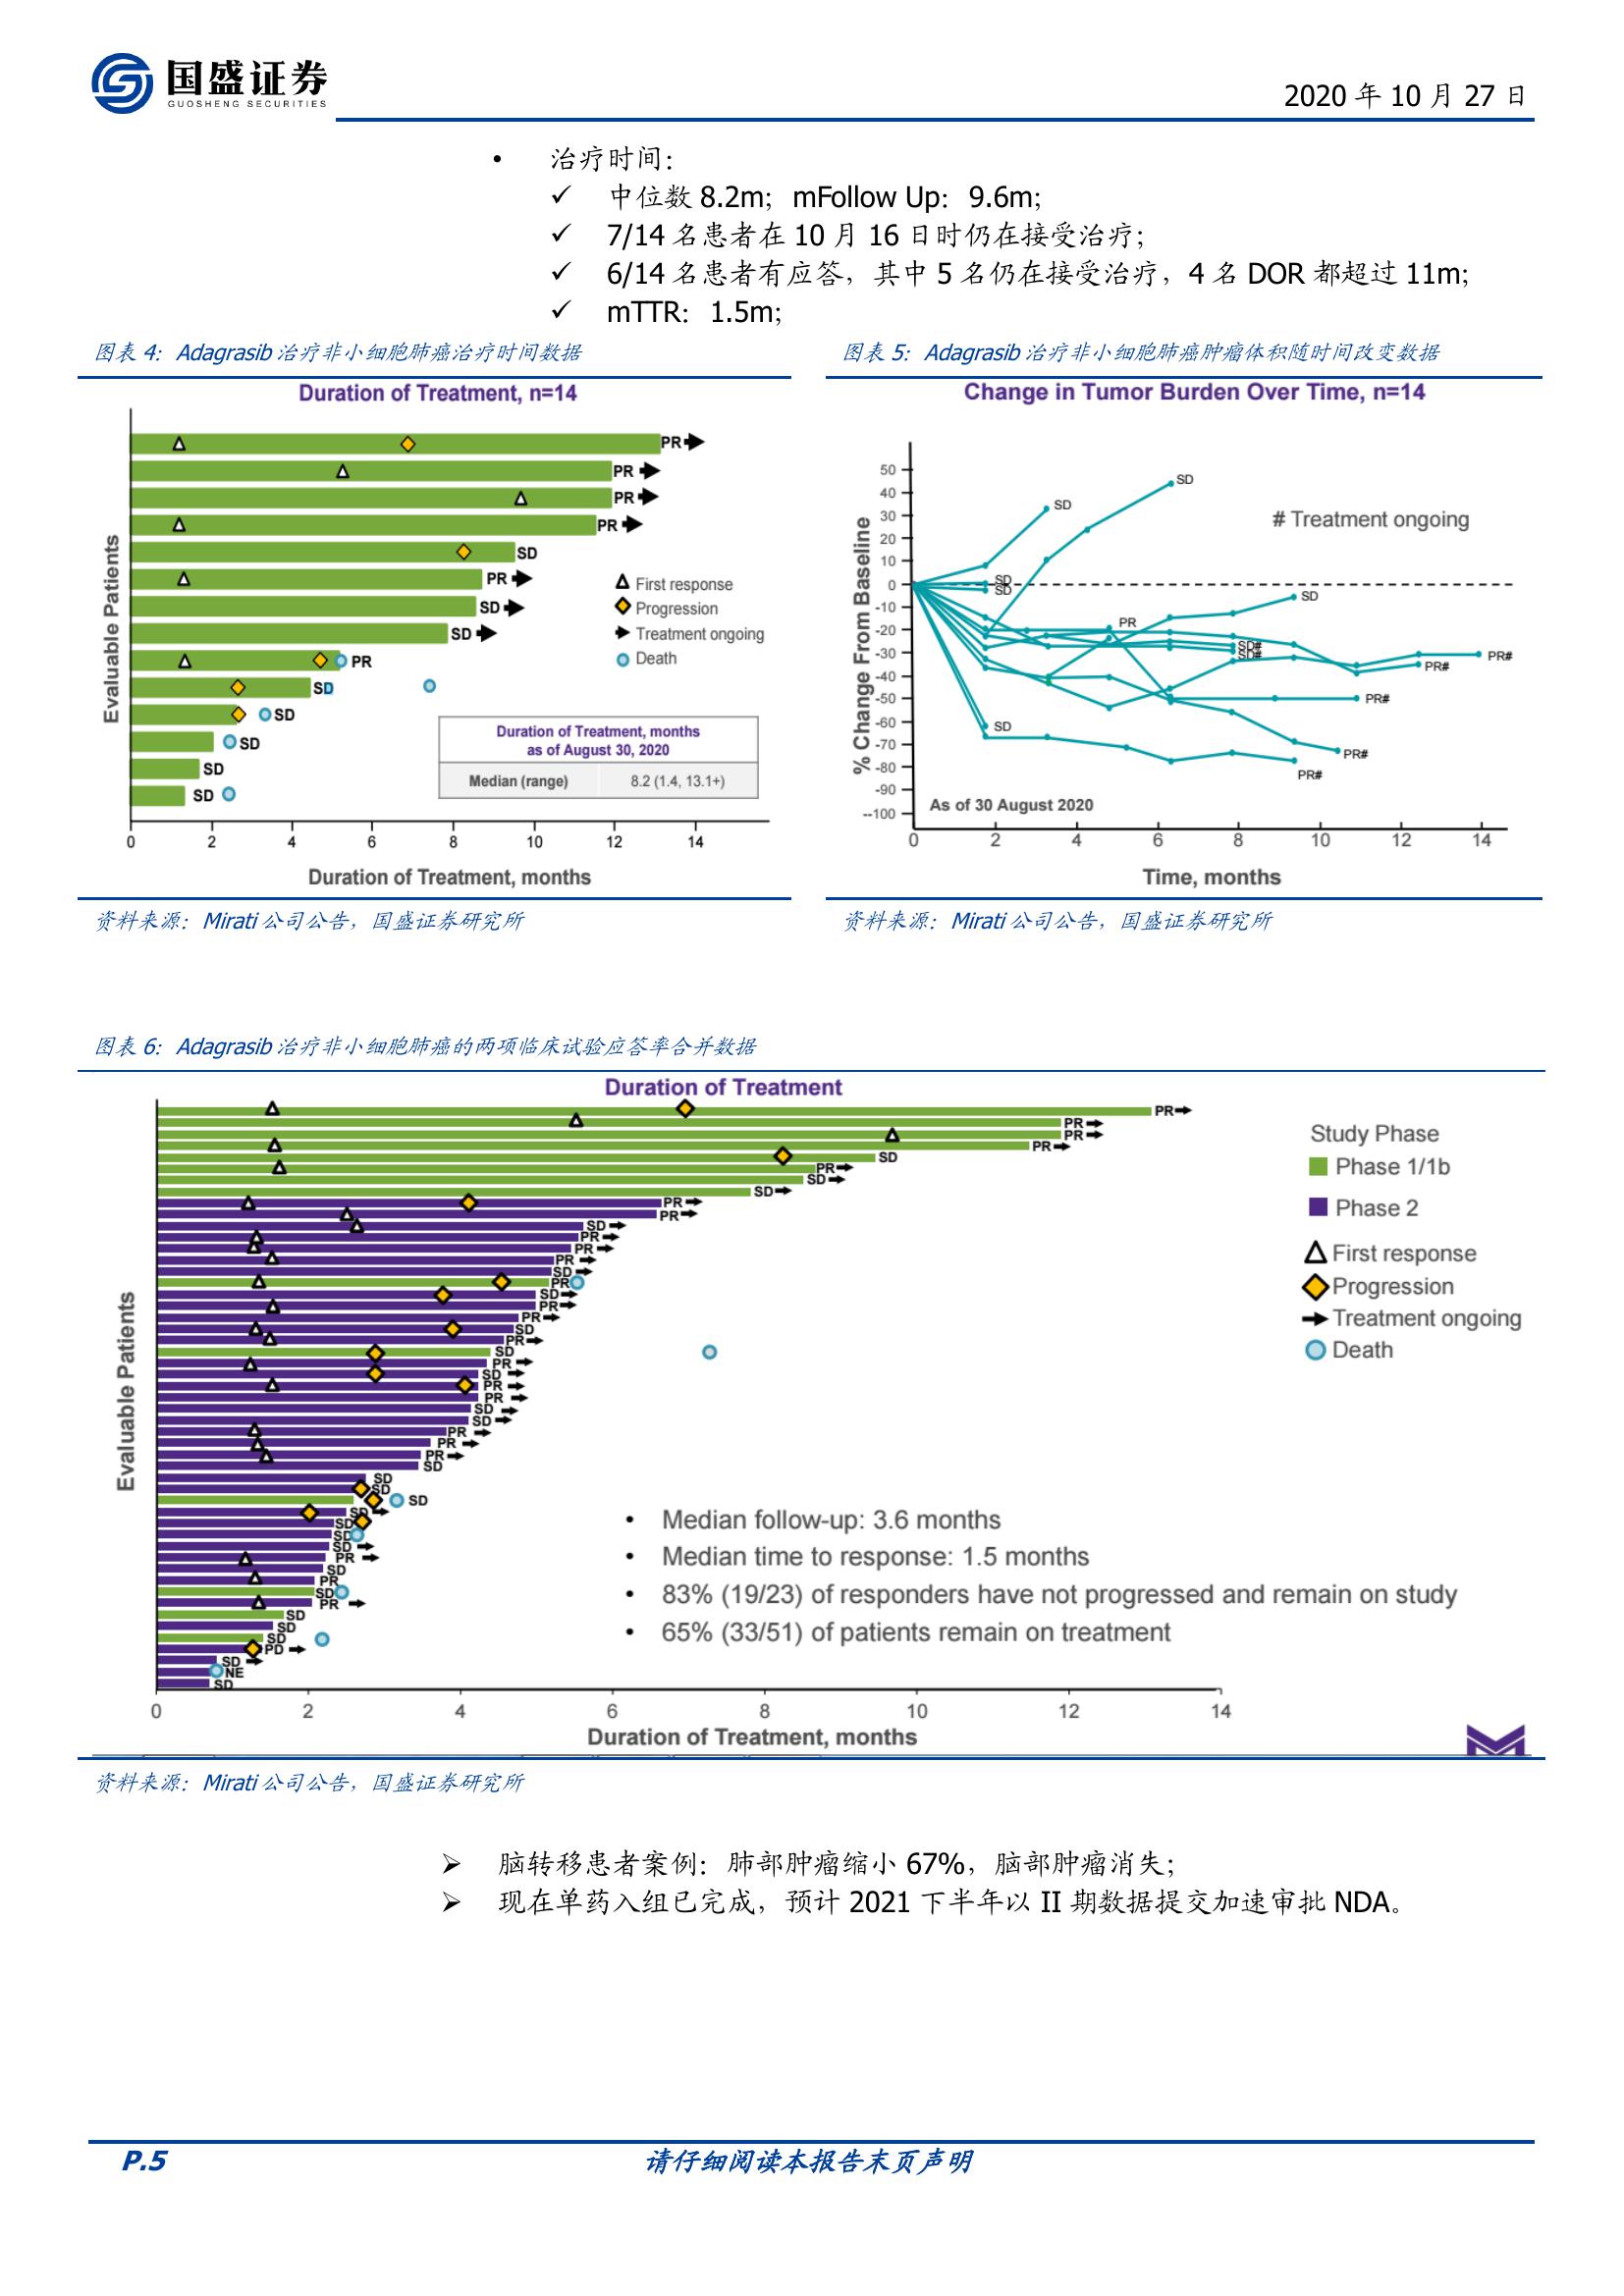 国盛证券
GUOSHENG SECURITIES
2020 年 10 月 27 日
• 治疗时间：
✓ 中位数 8.2m；mFollow Up：9.6m；
✓ 7/14 名患者在 10 月 16 日时仍在接受治疗；
✓ 6/14 名患者有应答，其中 5 名仍在接受治疗，4 名 DOR 都超过 11m；
✓ mTTR：1.5m；
图表 4：Adagrasib 治疗非小细胞肺癌治疗时间数据
Duration of Treatment, n=14
Evaluable Patients
PR
PR
PR
PR
SD
PR
SD
SD
PR
SD
SD
SD
SD
SD
First response
Progression
Treatment ongoing
Death
Duration of Treatment, months
as of August 30, 2020
Median (range) 8.2 (1.4, 13.1+)
0 2 4 6 8 10 12 14
Duration of Treatment, months
资料来源：Mirati 公司公告，国盛证券研究所
图表 5：Adagrasib 治疗非小细胞肺癌肿瘤体积随时间改变数据
Change in Tumor Burden Over Time, n=14
% Change From Baseline
50
40
30
20
10
0
-10
-20
-30
-40
-50
-60
-70
-80
-90
--100
SD
SD
# Treatment ongoing
SD
SD
SD
PR
SD#
SD#
PR#
PR#
PR#
SD
PR#
PR#
As of 30 August 2020
0 2 4 6 8 10 12 14
Time, months
资料来源：Mirati 公司公告，国盛证券研究所
图表 6：Adagrasib 治疗非小细胞肺癌的两项临床试验应答率合并数据
Duration of Treatment
Evaluable Patients
PR
PR
PR
PR
SD
PR
SD
SD
PR
PR
SD
PR
PR
PR
SD
PR
SD
PR
PR
SD
PR
SD
PR
SD
PR
PR
SD
SD
PR
PR
PR
SD
SD
SD
SD
SD
SD
SD
SD
PR
SD
PR
SD
PR
SD
SD
SD
PD
SD
NE
SD
Study Phase
Phase 1/1b
Phase 2
First response
Progression
Treatment ongoing
Death
• Median follow-up: 3.6 months
• Median time to response: 1.5 months
• 83% (19/23) of responders have not progressed and remain on study
• 65% (33/51) of patients remain on treatment
0 2 4 6 8 10 12 14
Duration of Treatment, months
资料来源：Mirati 公司公告，国盛证券研究所
➢ 脑转移患者案例：肺部肿瘤缩小 67%，脑部肿瘤消失；
➢ 现在单药入组已完成，预计 2021 下半年以 II 期数据提交加速审批 NDA。
P.5
请仔细阅读本报告末页声明